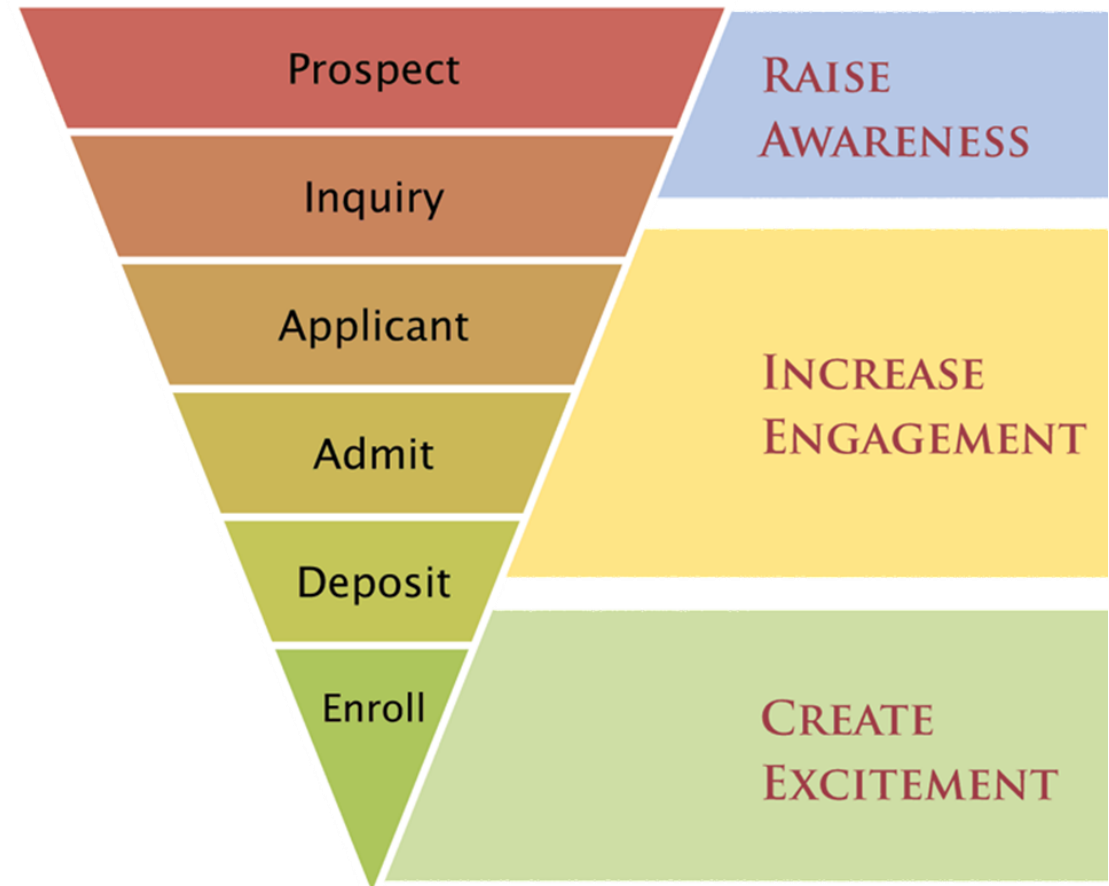 Prospect
Inquiry
Applicant
Admit
Deposit
Enroll
RAISE
AWARENESS
INCREASE
ENGAGEMENT
CREATE
EXCITEMENT